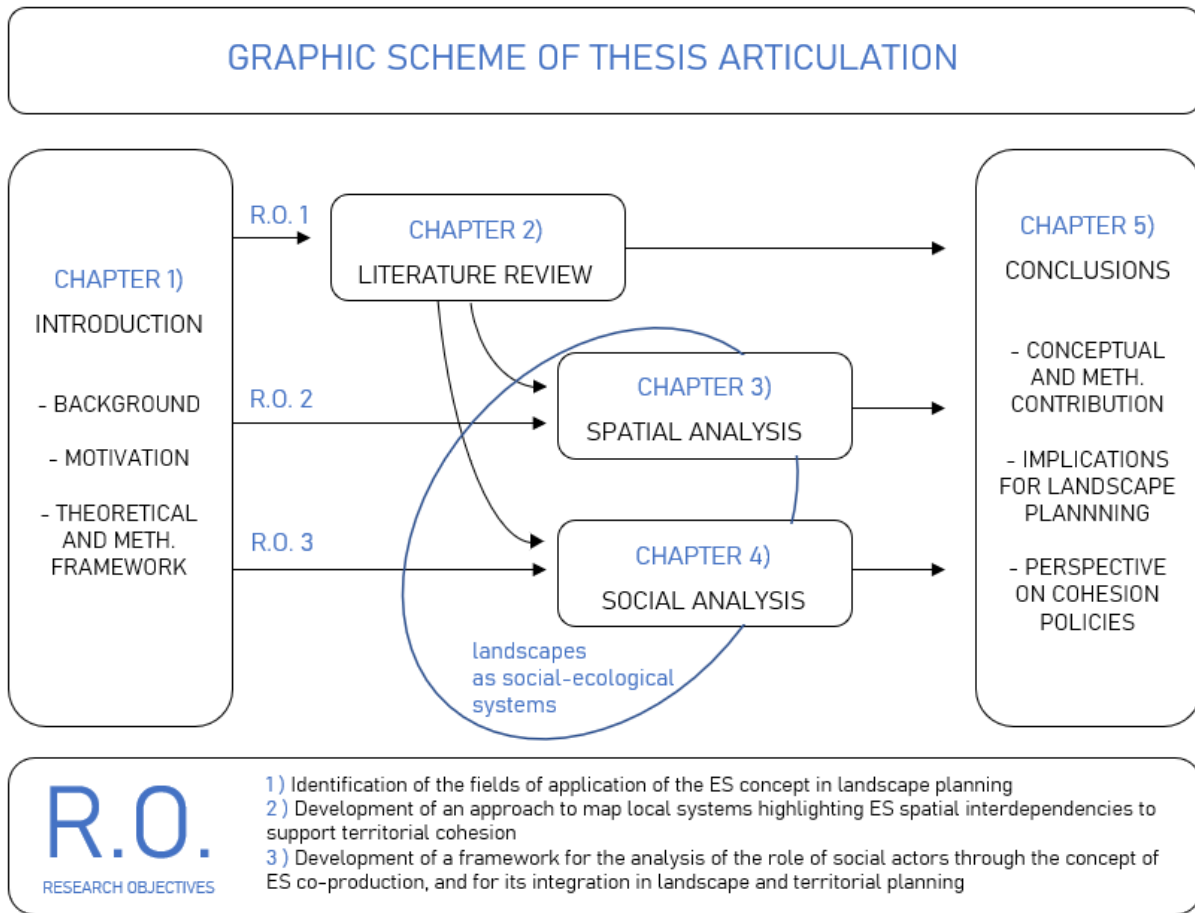 GRAPHIC SCHEME OF THESIS ARTICULATION
CHAPTER 1)
INTRODUCTION
- BACKGROUND
- MOTIVATION
- THEORETICAL
AND METH.
FRAMEWORK
R.O. 1
R.O. 2
R.O. 3
CHAPTER 2)
LITERATURE REVIEW
CHAPTER 3)
SPATIAL ANALYSIS
CHAPTER 4)
SOCIAL ANALYSIS
landscapes
as social-ecological
systems
CHAPTER 5)
CONCLUSIONS
- CONCEPTUAL
AND METH.
CONTRIBUTION
- IMPLICATIONS
FOR LANDSCAPE
PLANNNING
- PERSPECTIVE
ON COHESION
POLICIES
R.O.
RESEARCH OBJECTIVES
1 ) Identification of the fields of application of the ES concept in landscape planning
2 ) Development of an approach to map local systems highlighting ES spatial interdependencies to
support territorial cohesion
3 ) Development of a framework for the analysis of the role of social actors through the concept of
ES co-production, and for its integration in landscape and territorial planning